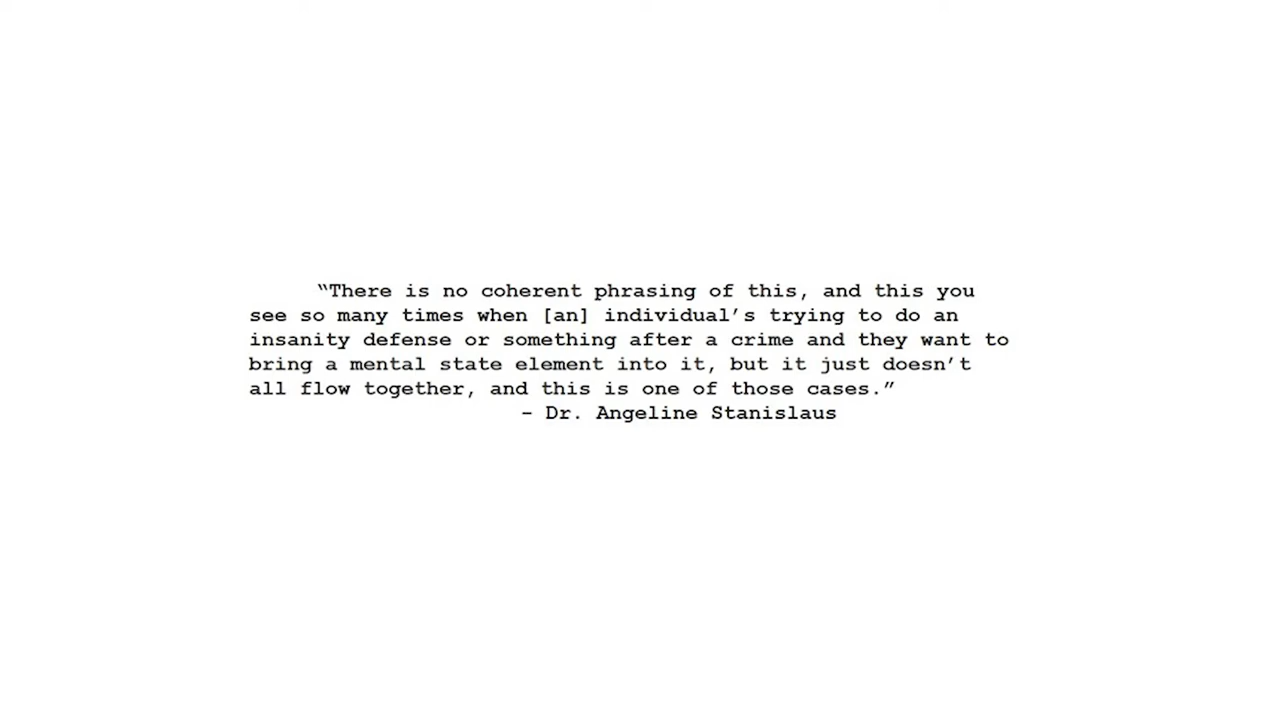 “There is no coherent phrasing of this, and this you
see so many times when [an] individual’s trying to do an
insanity defense or something after a crime and they want to
bring a mental state element into it, but it just doesn’t
all flow together, and this is one of those cases.”
– Dr. Angeline Stanislaus